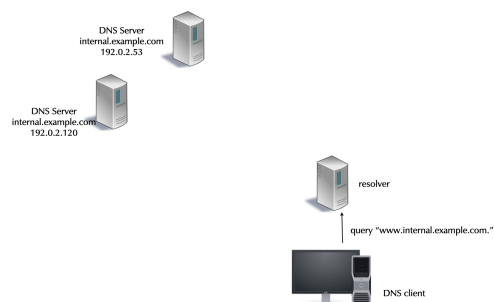 DNS Server
internal.example.com
192.0.2.53
DNS Server
internal.example.com
192.0.2.120
resolver
query “www.internal.example.com.”
DNS client